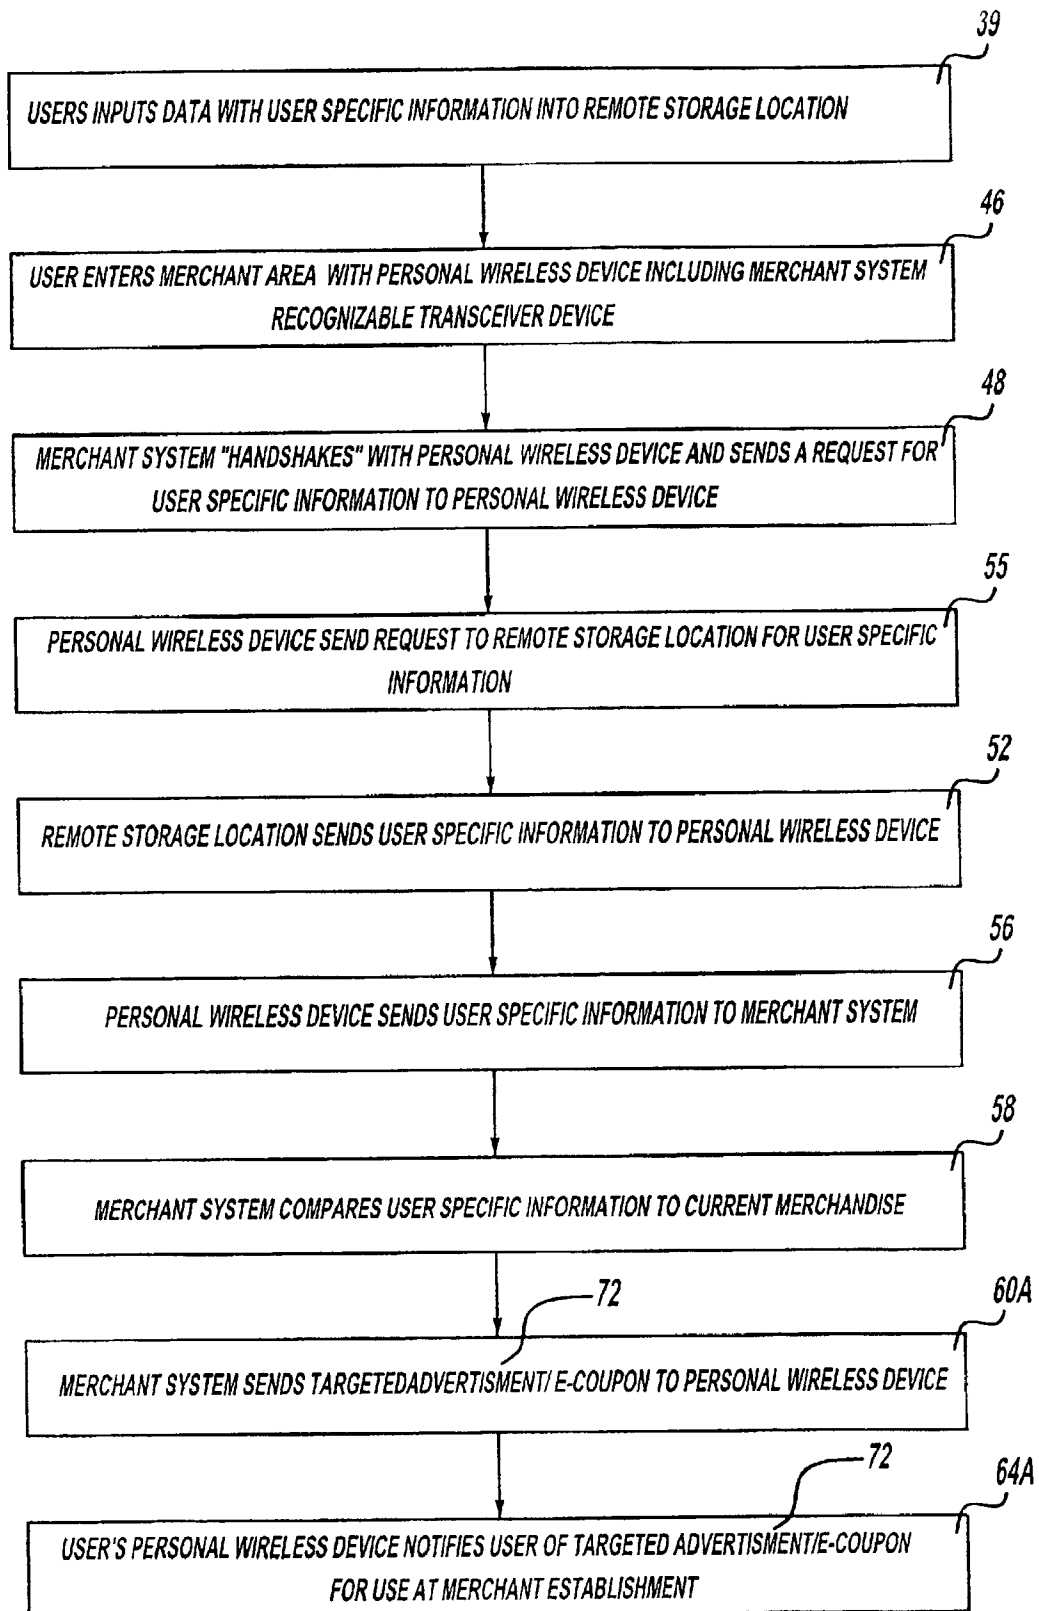 39
USERS INPUTS DATA WITH USER SPECIFIC INFORMATION INTO REMOTE STORAGE LOCATION
46
USER ENTERS MERCHANT AREA WITH PERSONAL WIRELESS DEVICE INCLUDING MERCHANT SYSTEM
RECOGNIZABLE TRANSCEIVER DEVICE
48
MERCHANT SYSTEM "HANDSHAKES" WITH PERSONAL WIRELESS DEVICE AND SENDS A REQUEST FOR
USER SPECIFIC INFORMATION TO PERSONAL WIRELESS DEVICE
55
PERSONAL WIRELESS DEVICE SEND REQUEST TO REMOTE STORAGE LOCATION FOR USER SPECIFIC
INFORMATION
52
REMOTE STORAGE LOCATION SENDS USER SPECIFIC INFORMATION TO PERSONAL WIRELESS DEVICE
56
PERSONAL WIRELESS DEVICE SENDS USER SPECIFIC INFORMATION TO MERCHANT SYSTEM
58
MERCHANT SYSTEM COMPARES USER SPECIFIC INFORMATION TO CURRENT MERCHANDISE
72
60A
MERCHANT SYSTEM SENDS TARGETEDADVERTISMENT/ E-COUPON TO PERSONAL WIRELESS DEVICE
72
64A
USER'S PERSONAL WIRELESS DEVICE NOTIFIES USER OF TARGETED ADVERTISMENT/E-COUPON
FOR USE AT MERCHANT ESTABLISHMENT